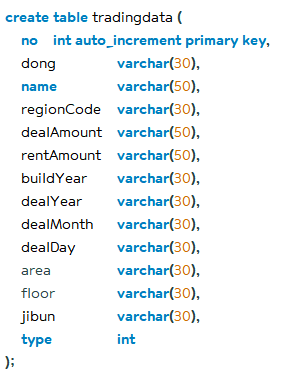 create table tradingdata (
no int auto_increment primary key,
dong varchar(30),
name varchar(50),
regionCode varchar(30),
dealAmount varchar(50),
rentAmount varchar(50),
buildYear varchar(30),
dealYear varchar(30),
dealMonth varchar(30),
dealDay varchar(30),
area varchar(30),
floor varchar(30),
jibun varchar(30),
type int
);